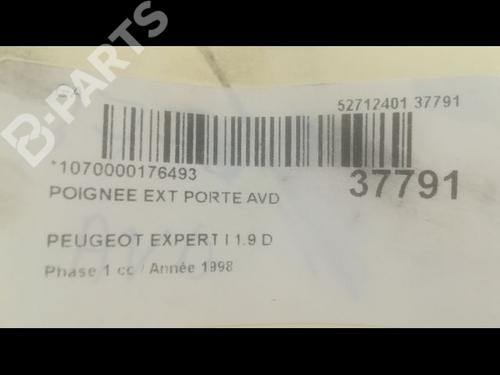 B-PARTS
52712401 37791
*1070000176493
37791
POIGNEE EXT PORTE AVD
PEUGEOT EXPERT I 1.9 D
Phase 1 cc / Année 1998